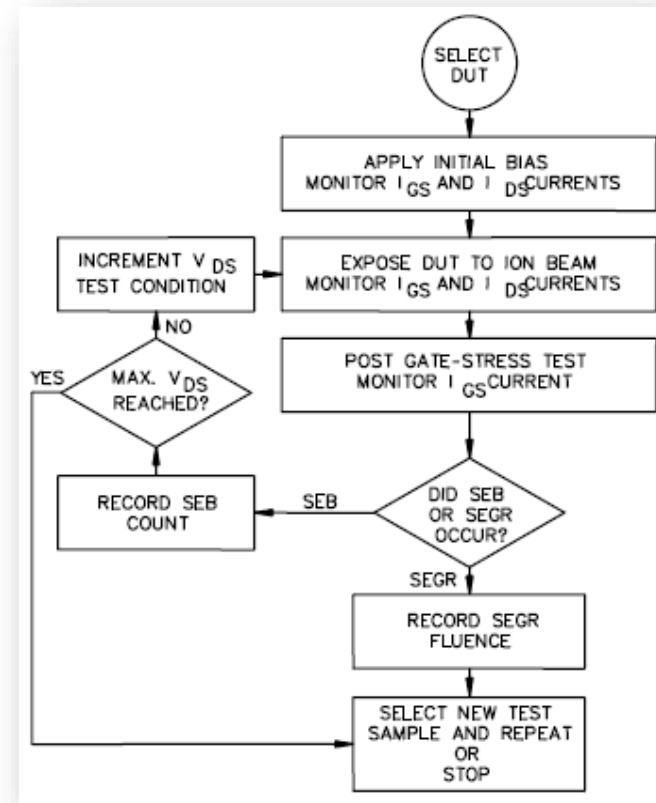 SELECT
DUT
APPLY INITIAL BIAS
MONITOR I GS AND I DS CURRENTS
INCREMENT V DS
TEST CONDITION
EXPOSE DUT TO ION BEAM
MONITOR I GS AND I DS CURRENTS
NO
POST GATE-STRESS TEST
MONITOR I GS CURRENT
YES
MAX. V DS
REACHED?
RECORD SEB
COUNT
SEB
DID SEB
OR SEGR
OCCUR?
SEGR
RECORD SEGR
FLUENCE
SELECT NEW TEST
SAMPLE AND REPEAT
OR
STOP